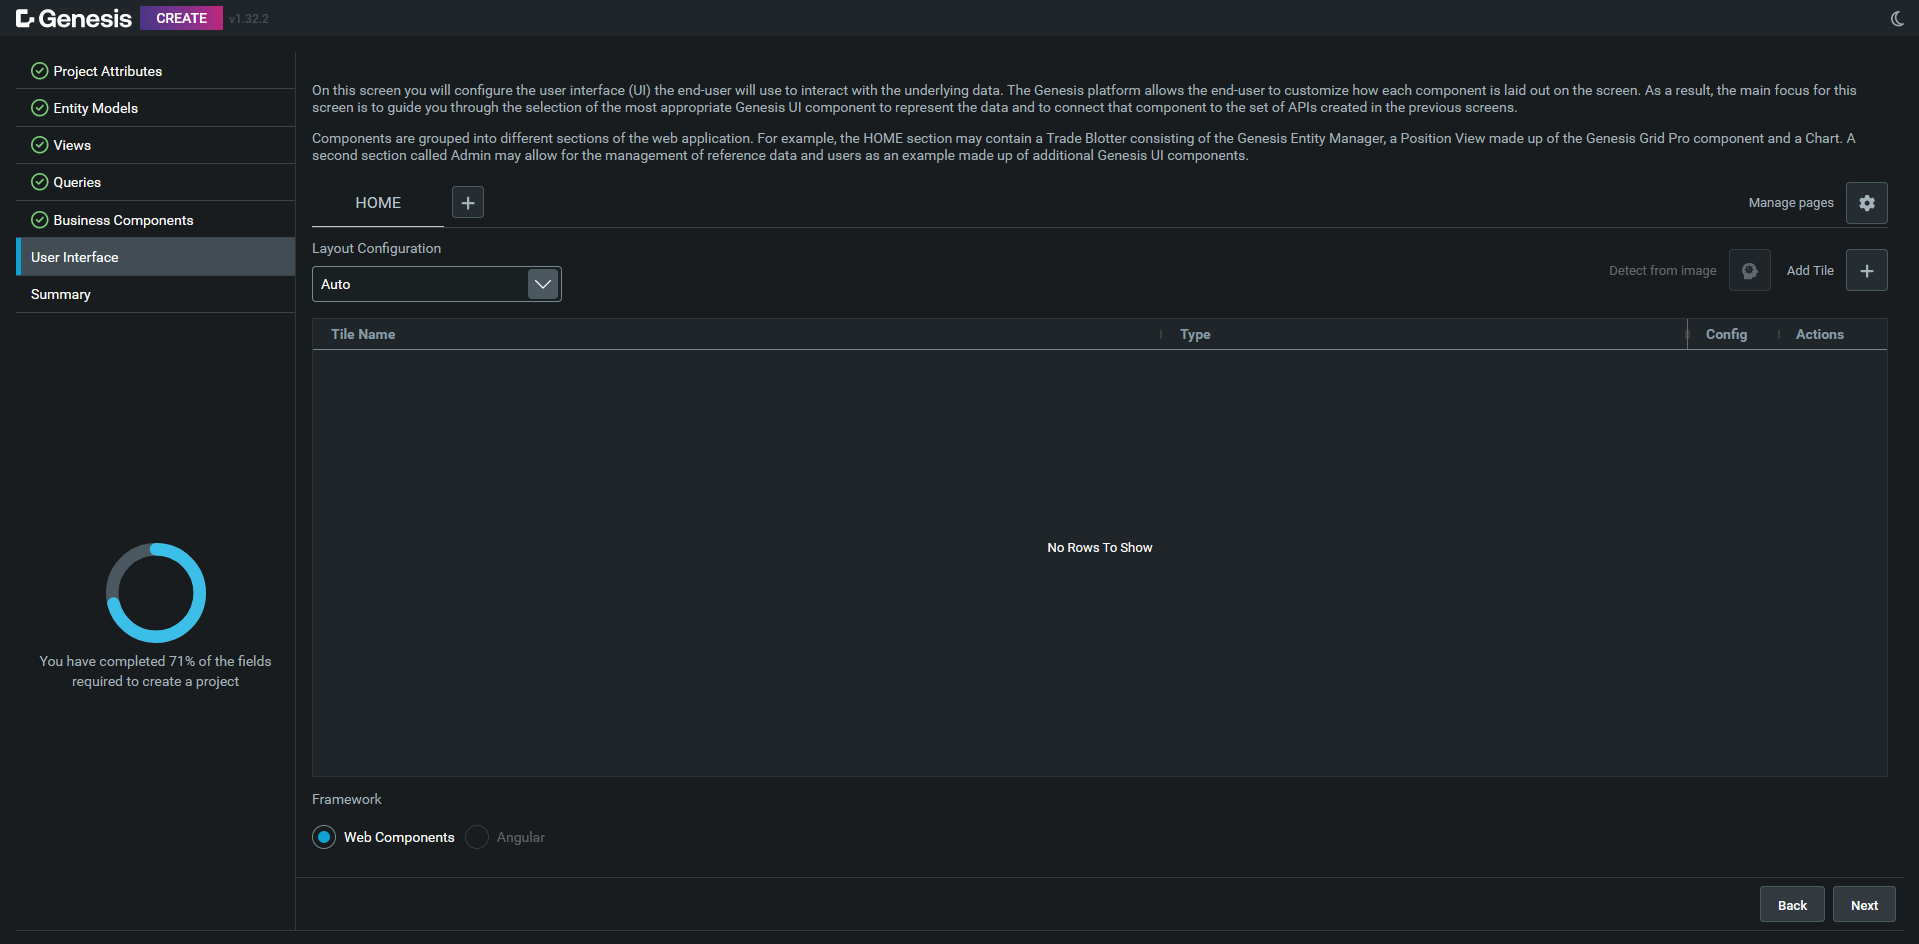 Genesis CREATE v1.32.2
Project Attributes
Entity Models
Views
Queries
Business Components
User Interface
Summary
You have completed 71% of the fields
required to create a project
On this screen you will configure the user interface (UI) the end-user will use to interact with the underlying data. The Genesis platform allows the end-user to customize how each component is laid out on the screen. As a result, the main focus for this
screen is to guide you through the selection of the most appropriate Genesis UI component to represent the data and to connect that component to the set of APIs created in the previous screens.
Components are grouped into different sections of the web application. For example, the HOME section may contain a Trade Blotter consisting of the Genesis Entity Manager, a Position View made up of the Genesis Grid Pro component and a Chart. A
second section called Admin may allow for the management of reference data and users as an example made up of additional Genesis UI components.
HOME
Manage pages
Layout Configuration
Auto
Detect from image
Add Tile
Tile Name Type Config Actions
No Rows To Show
Framework
Web Components Angular
Back Next